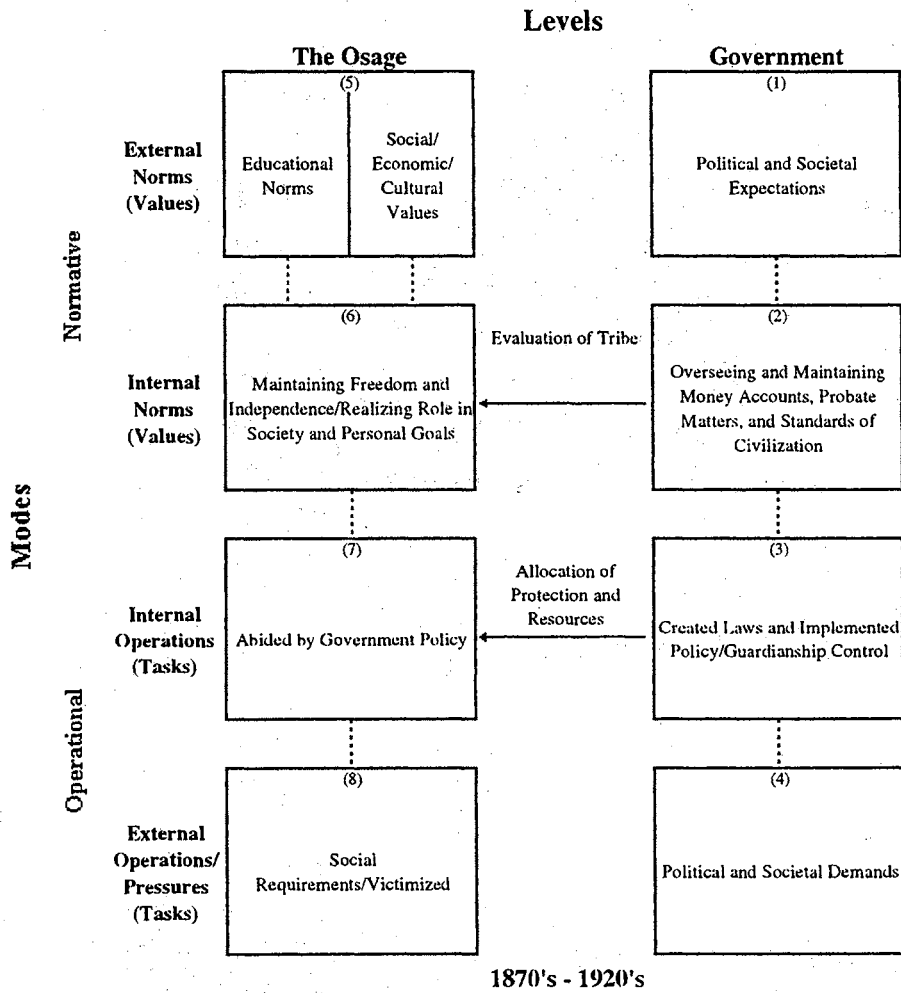 Levels
The Osage
Government
(5)
(1)
External
Norms
(Values)
Educational
Norms
Social/
Economic/
Cultural
Values
Political and Societal
Expectations
Normative
(6)
(2)
Internal
Norms
(Values)
Maintaining Freedom and
Independence/Realizing Role in
Society and Personal Goals
Evaluation of Tribe
Overseeing and Maintaining
Money Accounts, Probate
Matters, and Standards of
Civilization
Modes
(7)
(3)
Internal
Operations
(Tasks)
Abided by Government Policy
Allocation of
Protection and
Resources
Created Laws and Implemented
Policy/Guardianship Control
Operational
(8)
(4)
External
Operations/
Pressures
(Tasks)
Social
Requirements/Victimized
Political and Societal Demands
1870's - 1920's